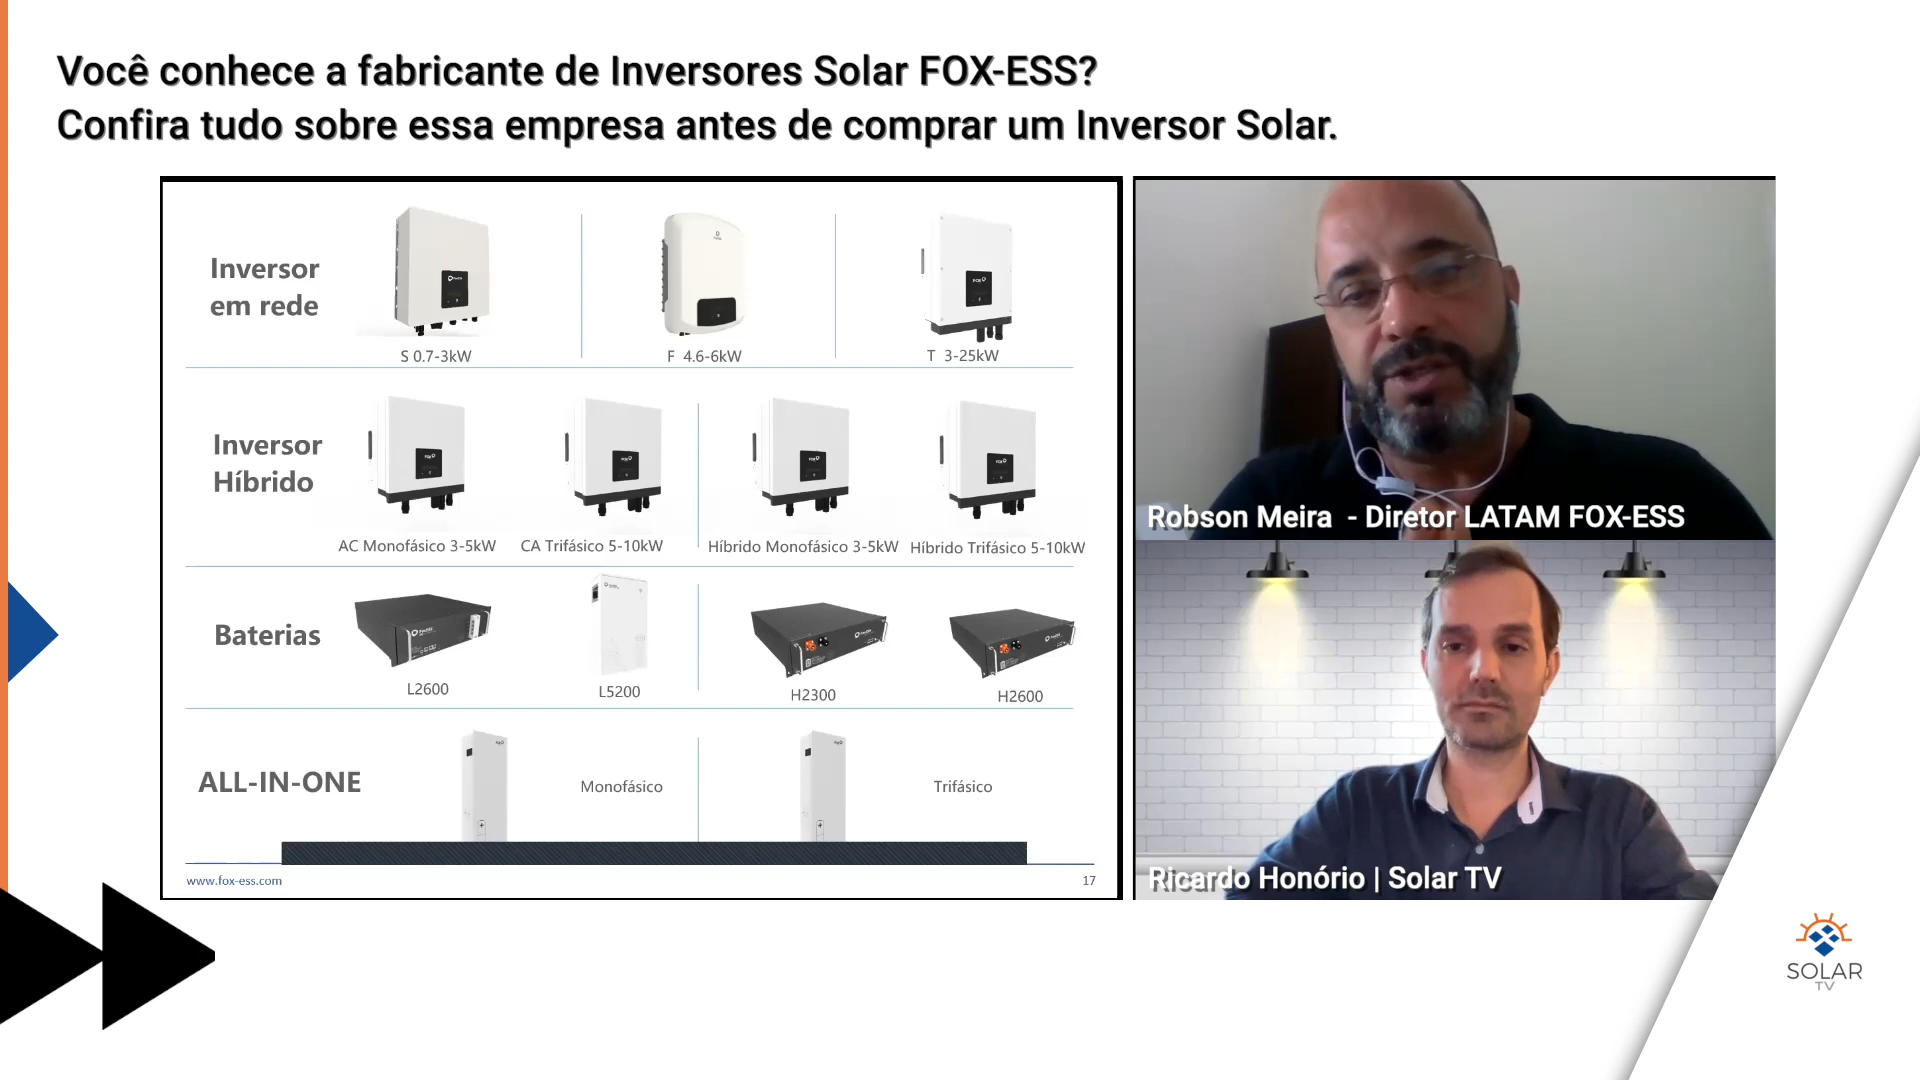 Você conhece a fabricante de Inversores Solar FOX-ESS?
Confira tudo sobre essa empresa antes de comprar um Inversor Solar.
Inversor
em rede
S 0.7-3kW
F 4.6-6kW
T 3-25kW
Inversor
Híbrido
AC Monofásico 3-5kW
CA Trifásico 5-10kW
Híbrido Monofásico 3-5kW
Híbrido Trifásico 5-10kW
Baterias
L2600
L5200
H2300
H2600
ALL-IN-ONE
Monofásico
Trifásico
www.fox-ess.com
17
Robson Meira - Diretor LATAM FOX-ESS
Ricardo Honório | Solar TV
SOLAR
TV